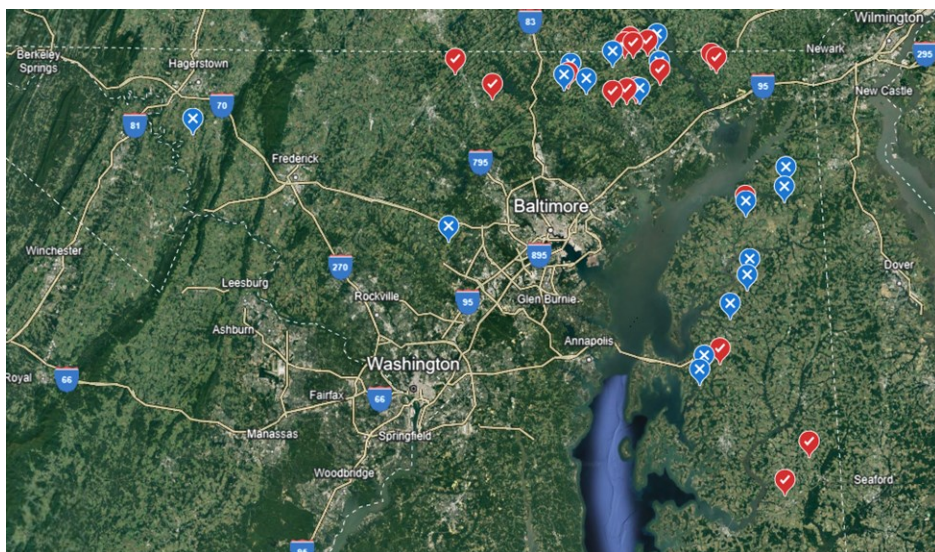 83
Wilmington
Berkeley
Springs
Hagerstown
Newark
295
95
New Castle
70
81
Frederick
795
Baltimore
Winchester
895
Dover
270
Leesburg
Rockville
95
Glen Burnie
Ashburn
Annapolis
Washington
Royal
66
Fairfax
66
Manassas
Springfield
Woodbridge
Seaford
95